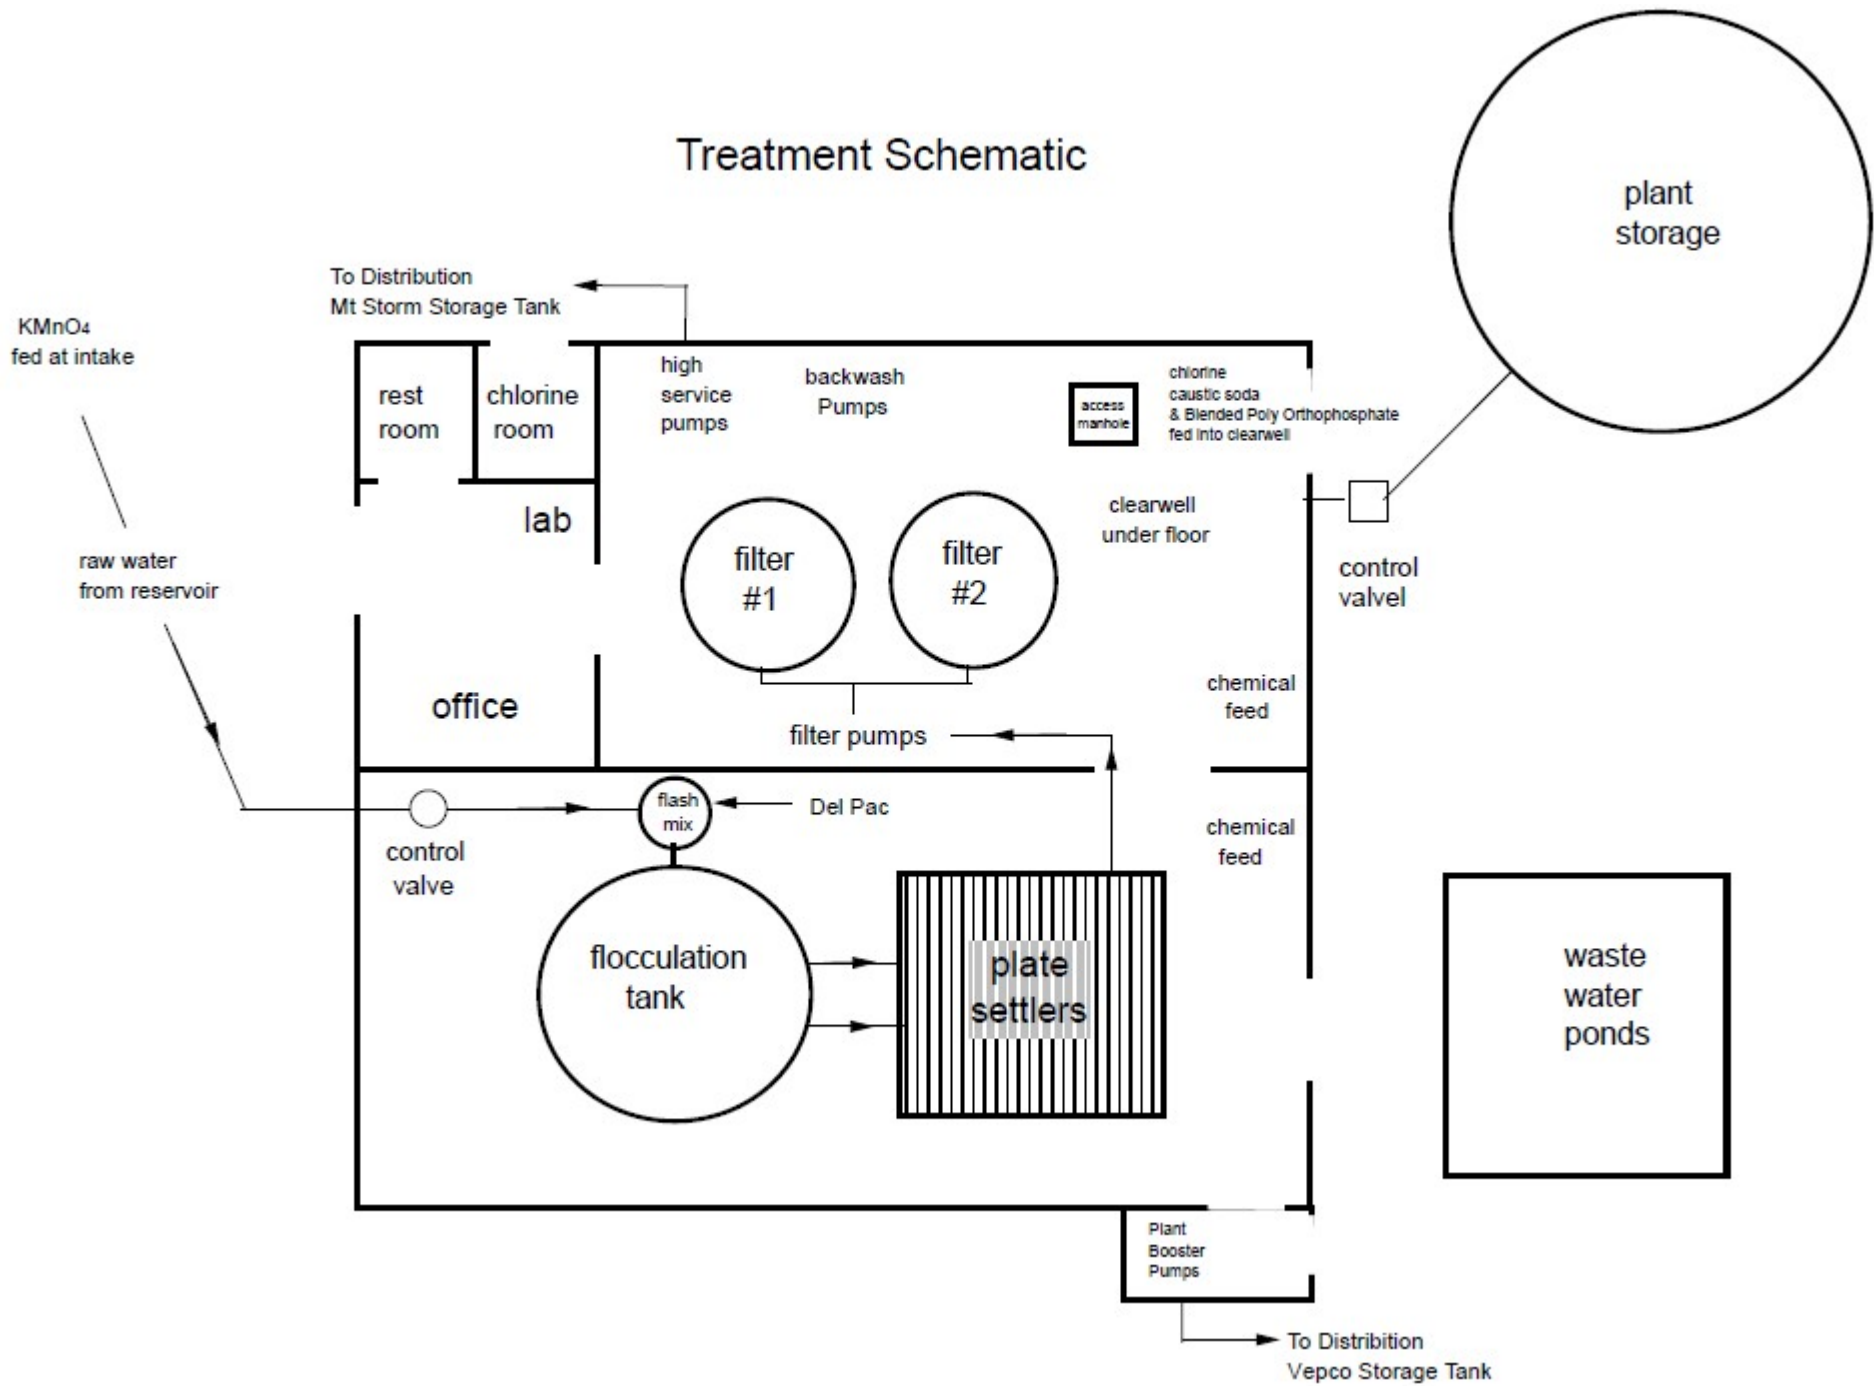 Treatment Schematic
plant
storage
To Distribution
Mt Storm Storage Tank
KMnO4
fed at intake
raw water
from reservoir
rest
room
chlorine
room
high
service
pumps
backwash
Pumps
access
manhole
chlorine
caustic soda
& Blended Poly Orthophosphate
fed into clearwell
lab
filter
#1
filter
#2
clearwell
under floor
control
valvel
office
filter pumps
chemical
feed
flash
mix
Del Pac
control
valve
chemical
feed
flocculation
tank
plate
settlers
waste
water
ponds
Plant
Booster
Pumps
To Distribition
Vepco Storage Tank